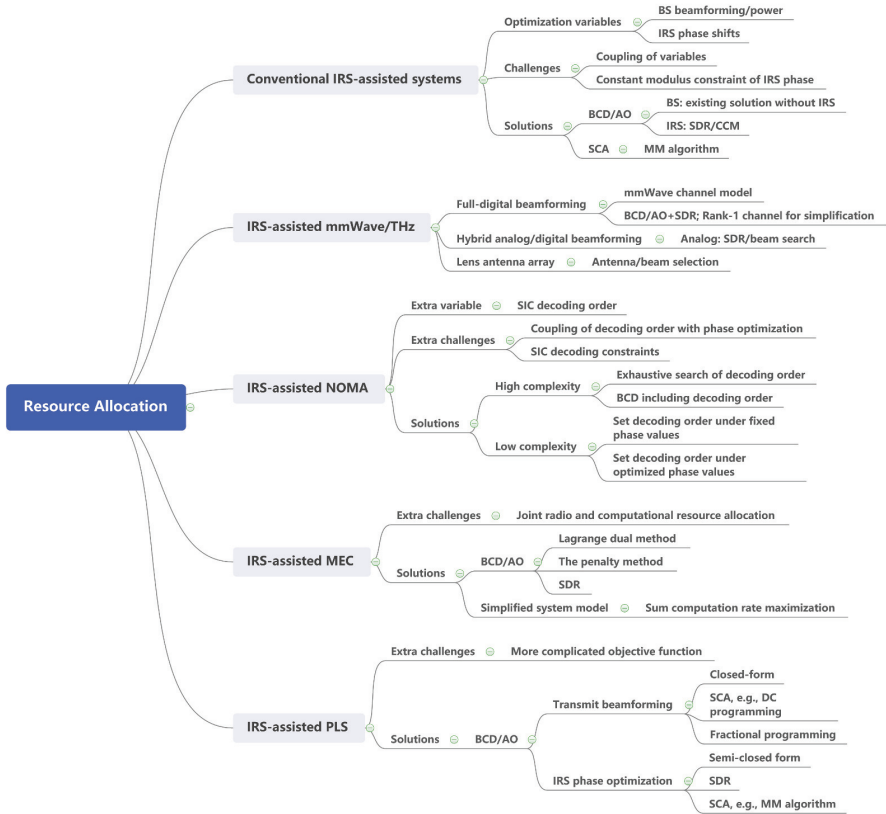 Resource Allocation
Conventional IRS-assisted systems
Optimization variables
BS beamforming/power
IRS phase shifts
Challenges
Coupling of variables
Constant modulus constraint of IRS phase
Solutions
BCD/AO
BS: existing solution without IRS
IRS: SDR/CCM
SCA
MM algorithm
IRS-assisted mmWave/THz
Full-digital beamforming
mmWave channel model
BCD/AO+SDR; Rank-1 channel for simplification
Hybrid analog/digital beamforming
Analog: SDR/beam search
Lens antenna array
Antenna/beam selection
IRS-assisted NOMA
Extra variable
SIC decoding order
Extra challenges
Coupling of decoding order with phase optimization
SIC decoding constraints
Solutions
High complexity
Exhaustive search of decoding order
BCD including decoding order
Low complexity
Set decoding order under fixed
phase values
Set decoding order under
optimized phase values
IRS-assisted MEC
Extra challenges
Joint radio and computational resource allocation
Solutions
BCD/AO
Lagrange dual method
The penalty method
SDR
Simplified system model
Sum computation rate maximization
IRS-assisted PLS
Extra challenges
More complicated objective function
Solutions
BCD/AO
Transmit beamforming
Closed-form
SCA, e.g., DC
programming
Fractional programming
IRS phase optimization
Semi-closed form
SDR
SCA, e.g., MM algorithm